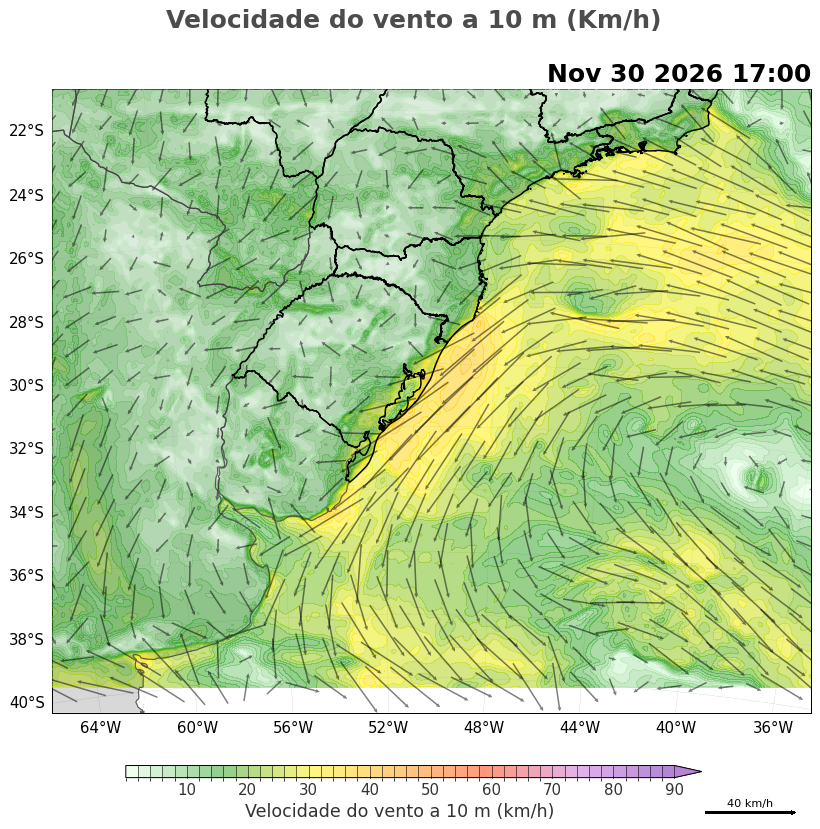 Velocidade do vento a 10 m (Km/h)
Nov 30 2026 17:00
22°S
24°S
26°S
28°S
30°S
32°S
34°S
36°S
38°S
40°S
64°W 60°W 56°W 52°W 48°W 44°W 40°W 36°W
10 20 30 40 50 60 70 80 90
Velocidade do vento a 10 m (km/h)
40 km/h